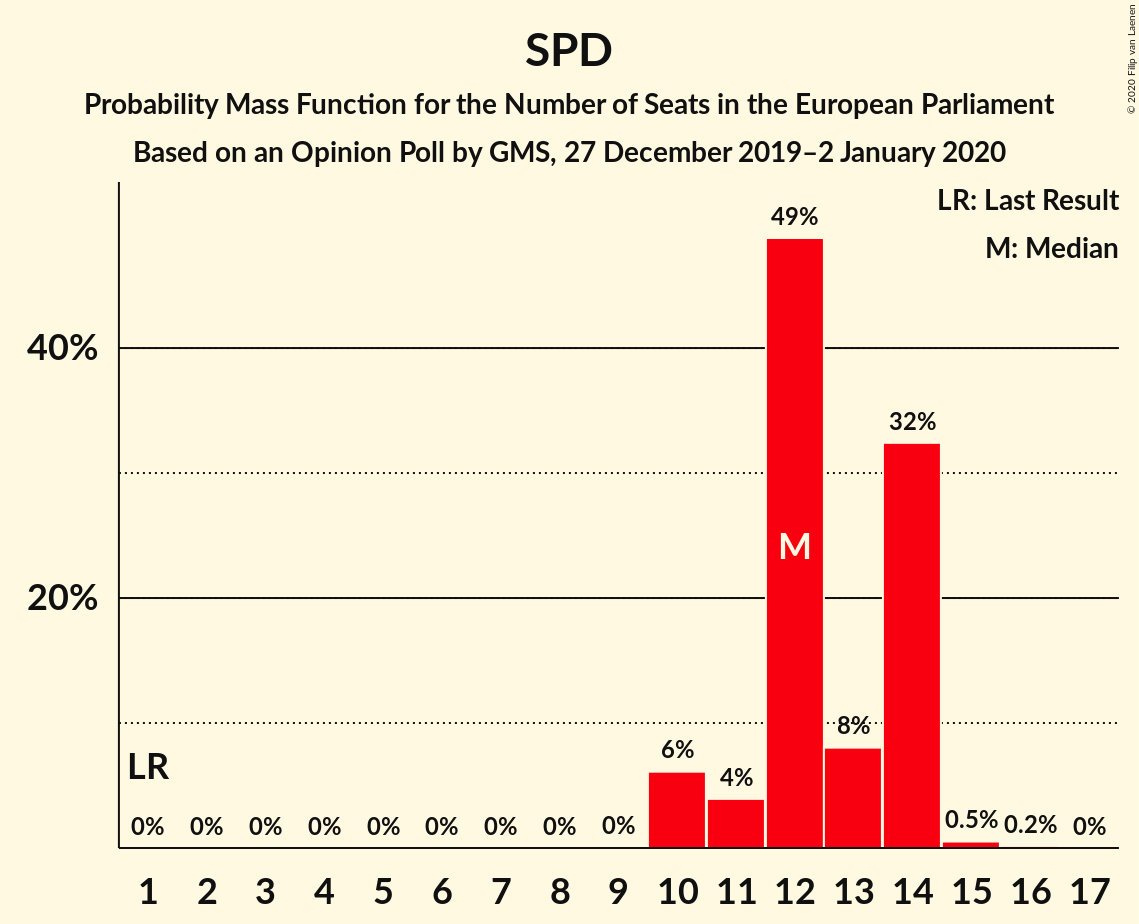 SPD
Probability Mass Function for the Number of Seats in the European Parliament
Based on an Opinion Poll by GMS, 27 December 2019–2 January 2020
© 2020 Filip van Laenen
LR: Last Result
M: Median
49%
40%
32%
M
20%
8%
LR
6%
4%
0% 0% 0% 0% 0% 0% 0% 0% 0% 0.5% 0.2% 0%
1 2 3 4 5 6 7 8 9 10 11 12 13 14 15 16 17